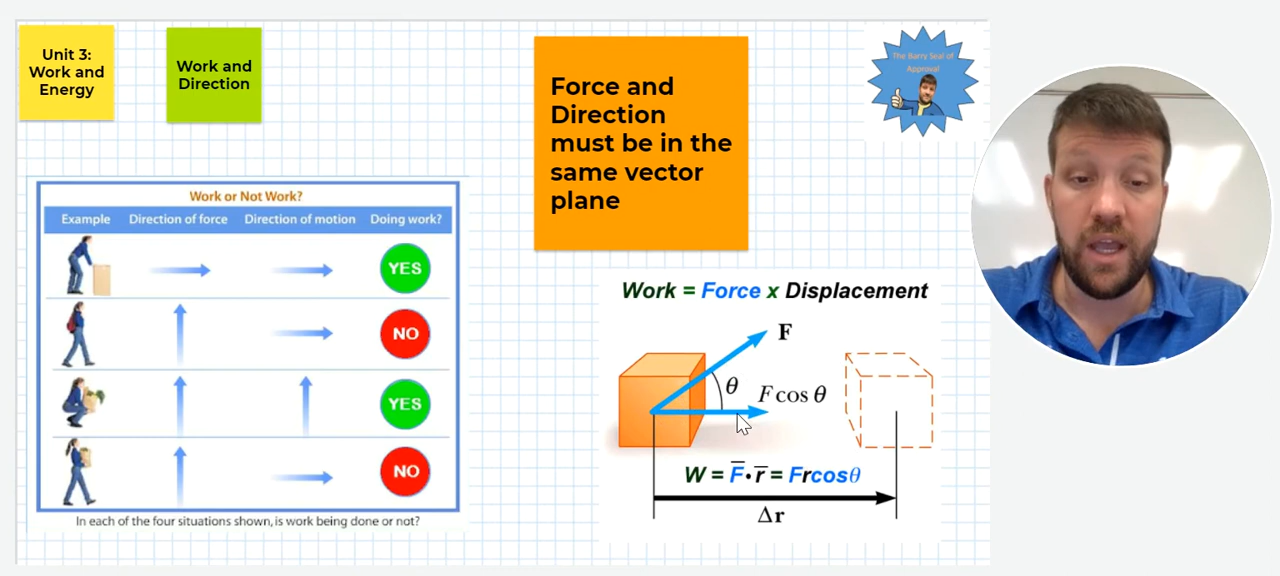 Unit 3:
Work and
Energy
Work and
Direction
Force and
Direction
must be in the
same vector
plane
The Barry Seal of
Approval
Work or Not Work?
Example Direction of force Direction of motion Doing work?
YES
NO
YES
NO
In each of the four situations shown, is work being done or not?
Work = Force x Displacement
F
θ
F cos θ
W = F̅ • r̅ = Frcosθ
Δr